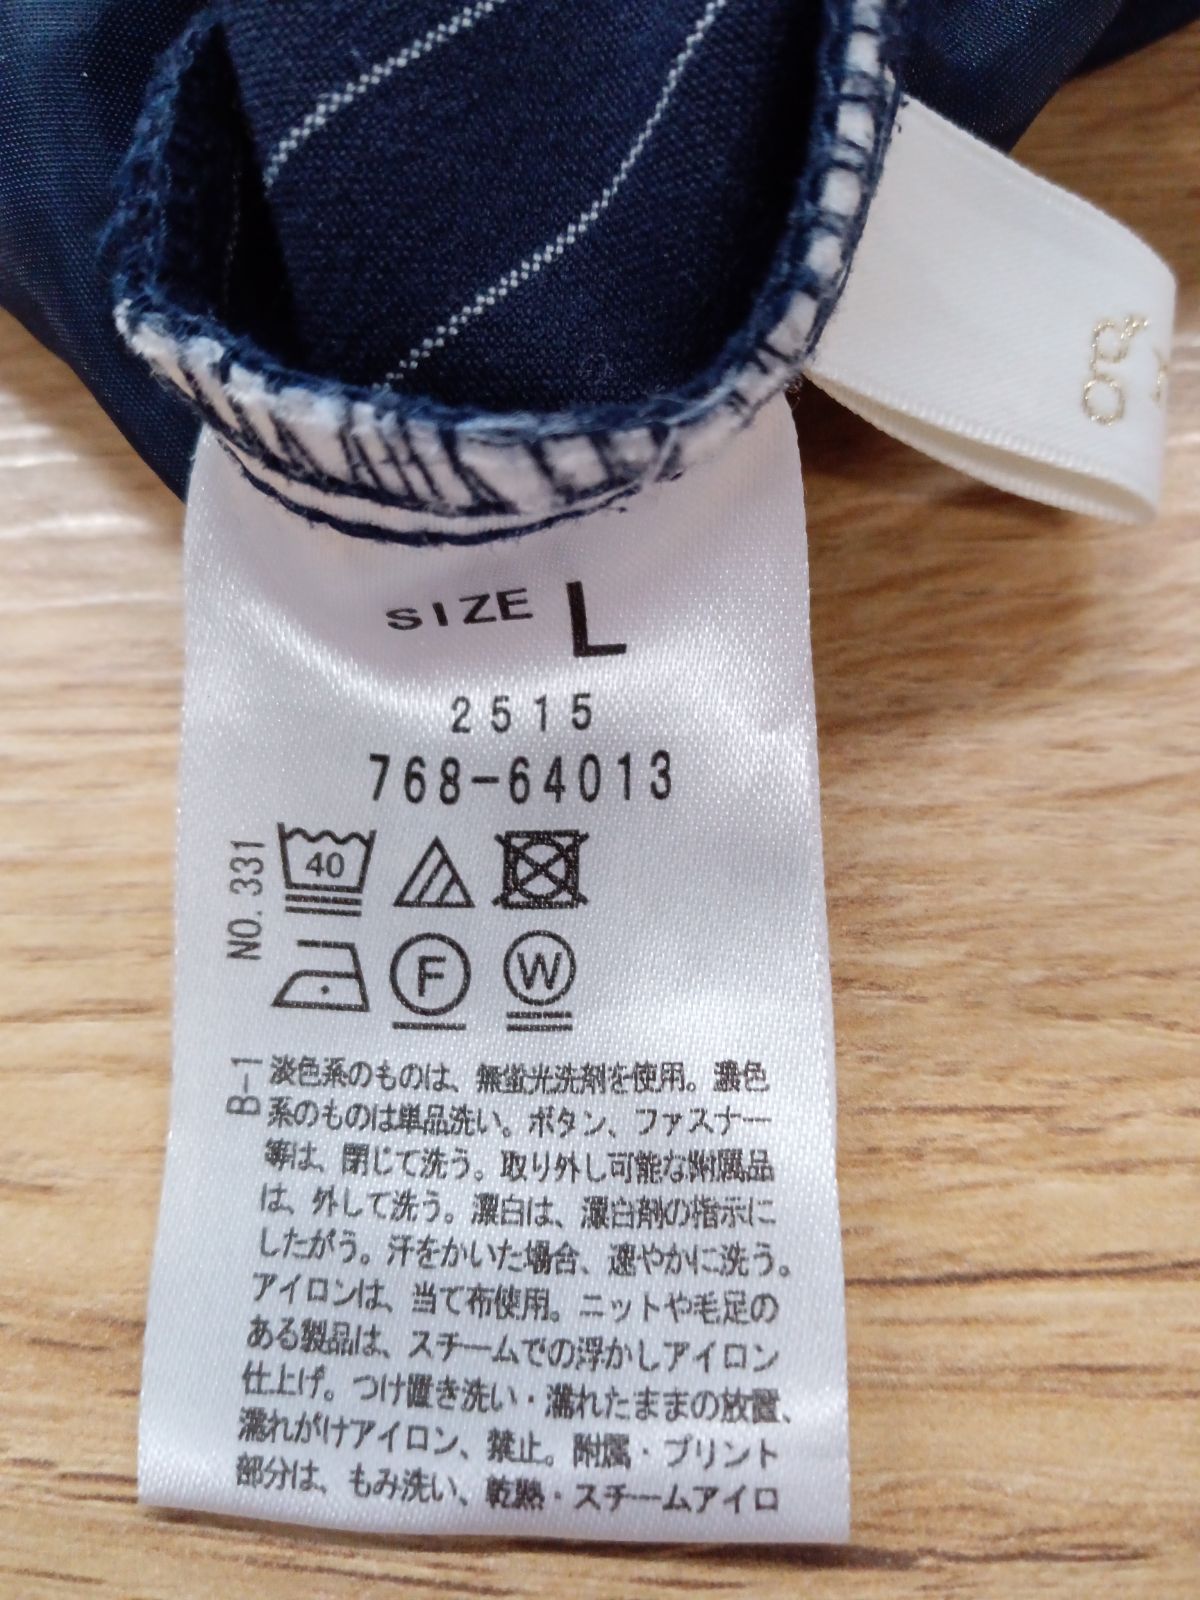 SIZE L
2515
768-64013
NO.331
40
F
W
B-1
淡色系のものは、無蛍光洗剤を使用。濃色
系のものは単品洗い。ボタン、ファスナー
等は、閉じて洗う。取り外し可能な附属品
は、外して洗う。漂白は、漂白剤の指示に
したがう。汗をかいた場合、速やかに洗う。
アイロンは、当て布使用。ニットや毛足の
ある製品は、スチームでの浮かしアイロン
仕上げ。つけ置き洗い・濡れたままの放置、
濡れがけアイロン、禁止。附属・プリント
部分は、もみ洗い、乾熱・スチームアイロ